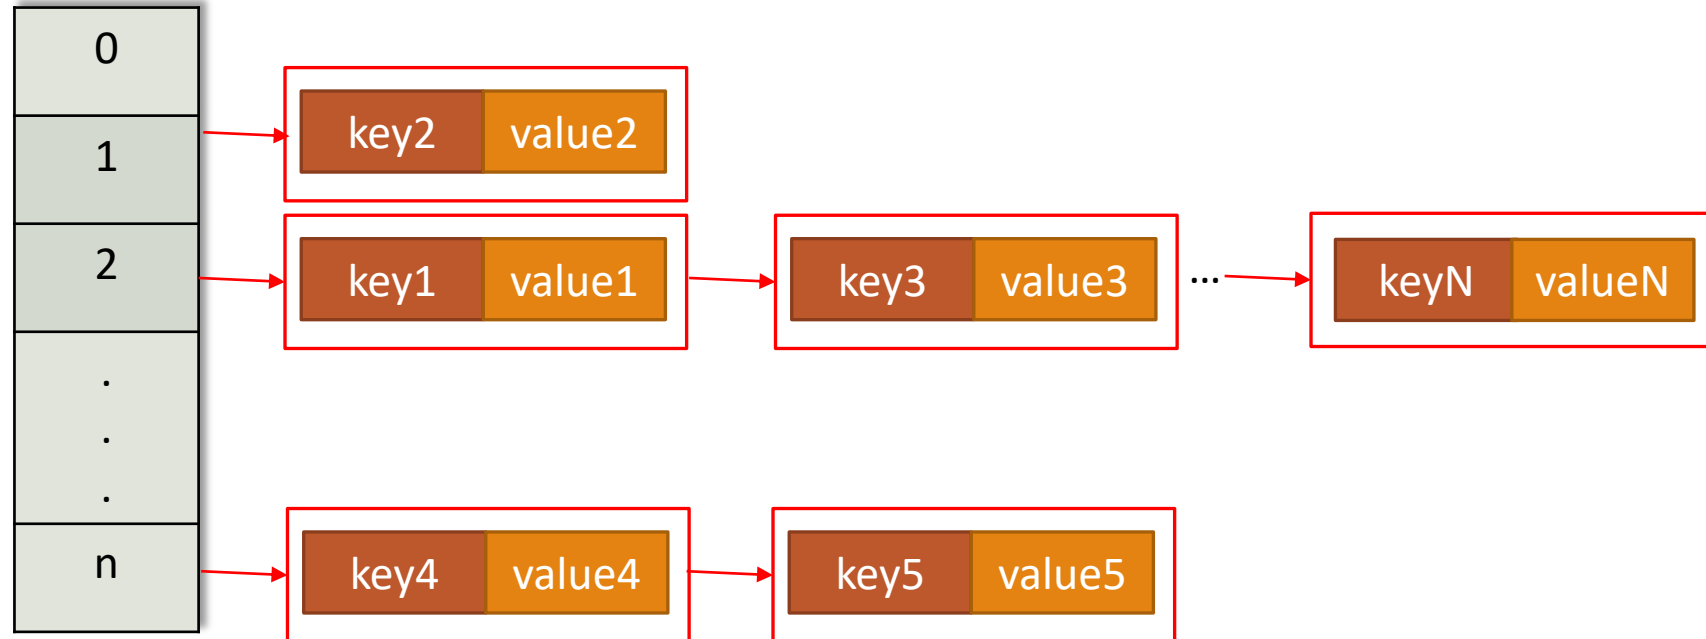 0
key2 value2
1
2
key1 value1 key3 value3 ... keyN valueN
.
.
.
n
key4 value4 key5 value5